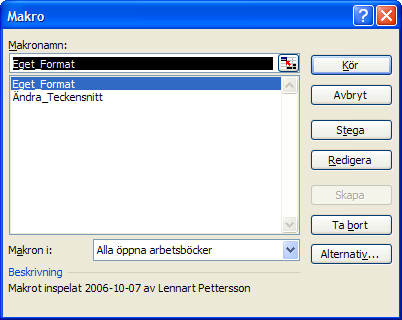 Makro
Makronamn:
Eget_Format
Eget_Format
Ändra_Teckensnitt
Kör
Avbryt
Stega
Redigera
Skapa
Ta bort
Alternativ...
Makron i:
Alla öppna arbetsböcker
Beskrivning
Makrot inspelat 2006-10-07 av Lennart Pettersson